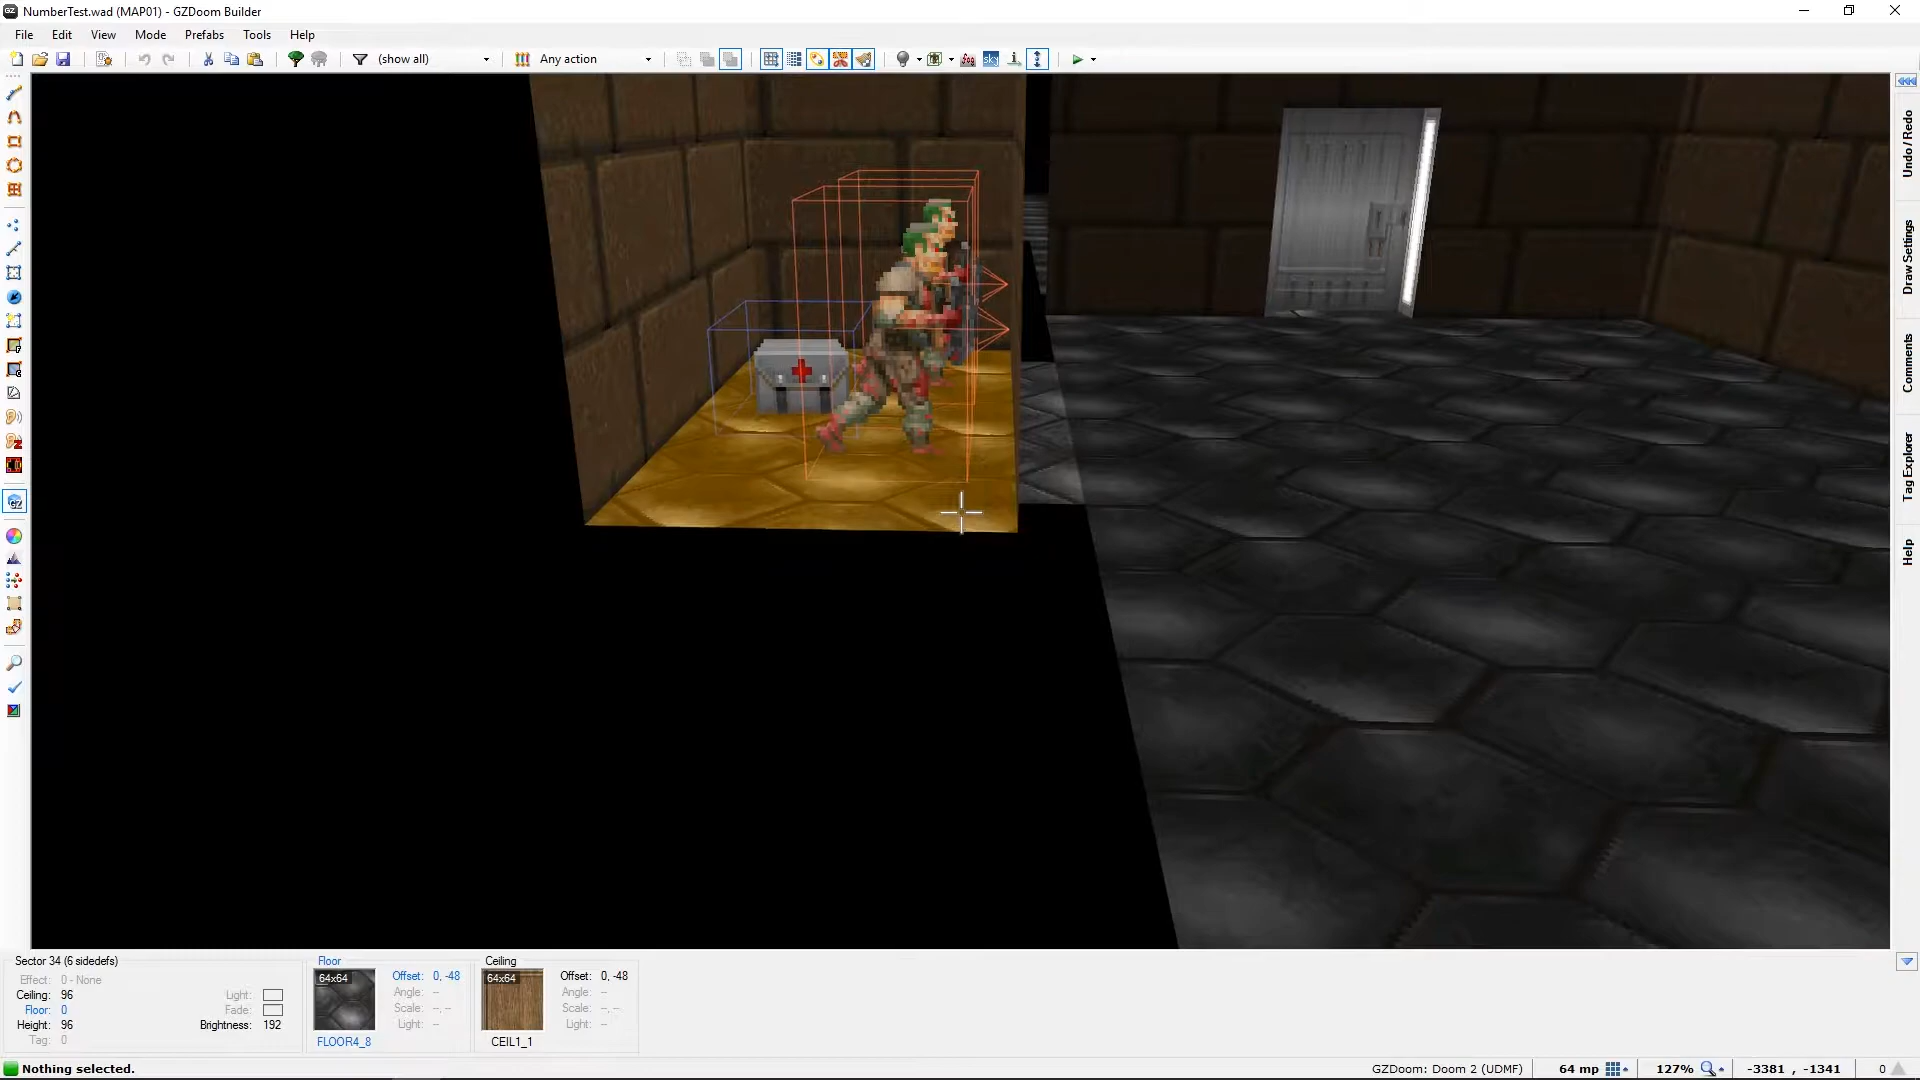 NumberTest.wad (MAP01) - GZDoom Builder
File Edit View Mode Prefabs Tools Help
(show all) Any action
Undo / Redo
Draw Settings
Comments
Tag Explorer
Help
Sector 34 (6 sidedefs)
Effect: 0 - None
Ceiling: 96 Light:
Floor: 0 Fade:
Height: 96 Brightness: 192
Tag: 0
Floor
64x64
Offset: 0, -48
Angle: --
Scale: --, --
Light: --
FLOOR4_8
Ceiling
64x64
Offset: 0, -48
Angle: --
Scale: --, --
Light: --
CEIL1_1
Nothing selected. GZDoom: Doom 2 (UDMF) 64 mp 127% -3381 , -1341 0